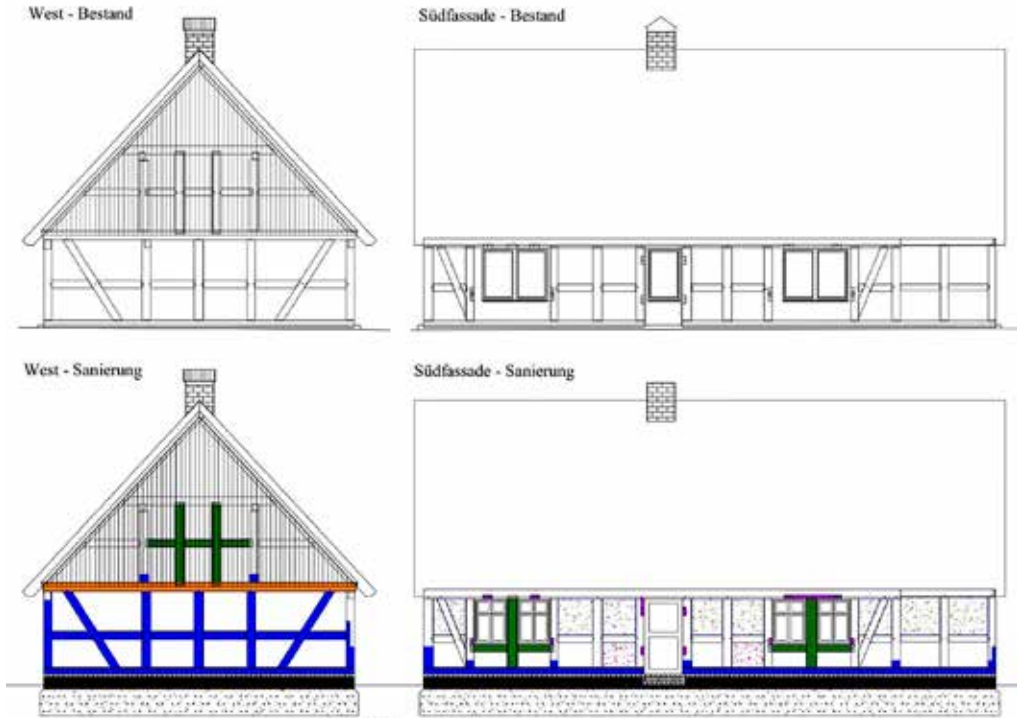 West - Bestand
Südfassade - Bestand
West - Sanierung
Südfassade - Sanierung